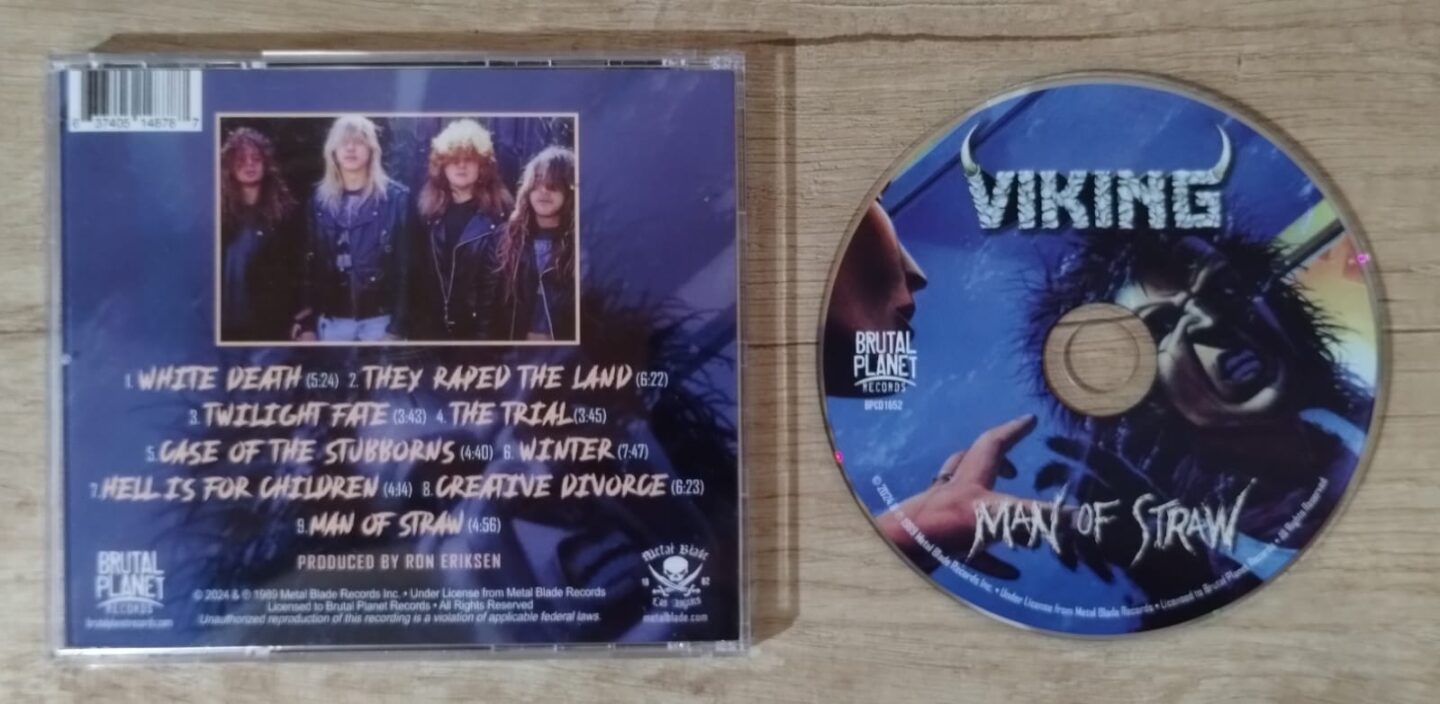 6 37405 14878 7
1. WHITE DEATH (5:24) 2. THEY RAPED THE LAND (6:22)
3. TWILIGHT FATE (3:43) 4. THE TRIAL (3:45)
5. CASE OF THE STUBBORNS (4:40) 6. WINTER (7:47)
7. HELL IS FOR CHILDREN (4:14) 8. CREATIVE DIVORCE (6:23)
9. MAN OF STRAW (4:56)
PRODUCED BY RON ERIKSEN
BRUTAL
PLANET
RECORDS
brutalplanetrecords.com
© 2024 & ℗ 1989 Metal Blade Records Inc. • Under License from Metal Blade Records
Licensed to Brutal Planet Records • All Rights Reserved
Unauthorized reproduction of this recording is a violation of applicable federal laws.
Metal Blade
19 82
Los Angeles
metalblade.com
VIKING
BRUTAL
PLANET
RECORDS
BPCD1652
MAN OF STRAW
© 2024 1989 Metal Blade Records Inc. • Under License from Metal Blade Records • Licensed to Brutal Planet Records • All Rights Reserved